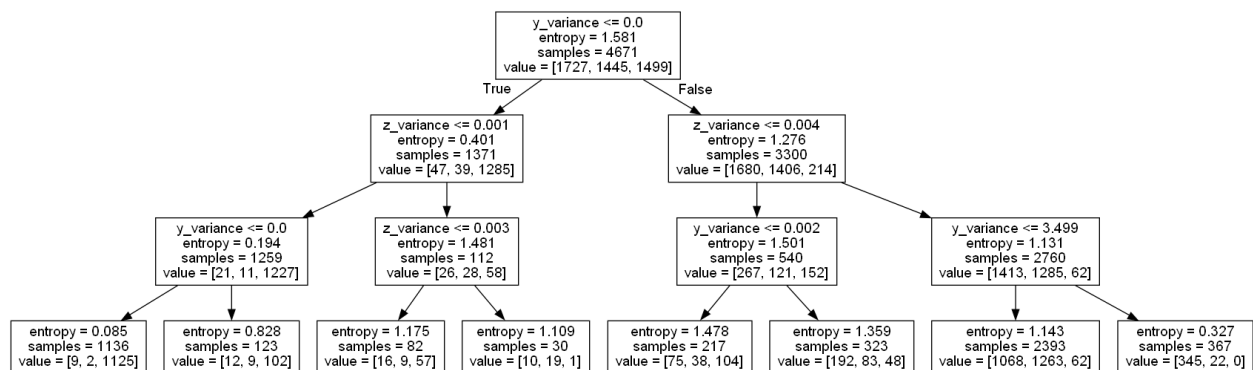 y_variance <= 0.0
entropy = 1.581
samples = 4671
value = [1727, 1445, 1499]
True
False
z_variance <= 0.001
entropy = 0.401
samples = 1371
value = [47, 39, 1285]
z_variance <= 0.004
entropy = 1.276
samples = 3300
value = [1680, 1406, 214]
y_variance <= 0.0
entropy = 0.194
samples = 1259
value = [21, 11, 1227]
z_variance <= 0.003
entropy = 1.481
samples = 112
value = [26, 28, 58]
y_variance <= 0.002
entropy = 1.501
samples = 540
value = [267, 121, 152]
y_variance <= 3.499
entropy = 1.131
samples = 2760
value = [1413, 1285, 62]
entropy = 0.085
samples = 1136
value = [9, 2, 1125]
entropy = 0.828
samples = 123
value = [12, 9, 102]
entropy = 1.175
samples = 82
value = [16, 9, 57]
entropy = 1.109
samples = 30
value = [10, 19, 1]
entropy = 1.478
samples = 217
value = [75, 38, 104]
entropy = 1.359
samples = 323
value = [192, 83, 48]
entropy = 1.143
samples = 2393
value = [1068, 1263, 62]
entropy = 0.327
samples = 367
value = [345, 22, 0]